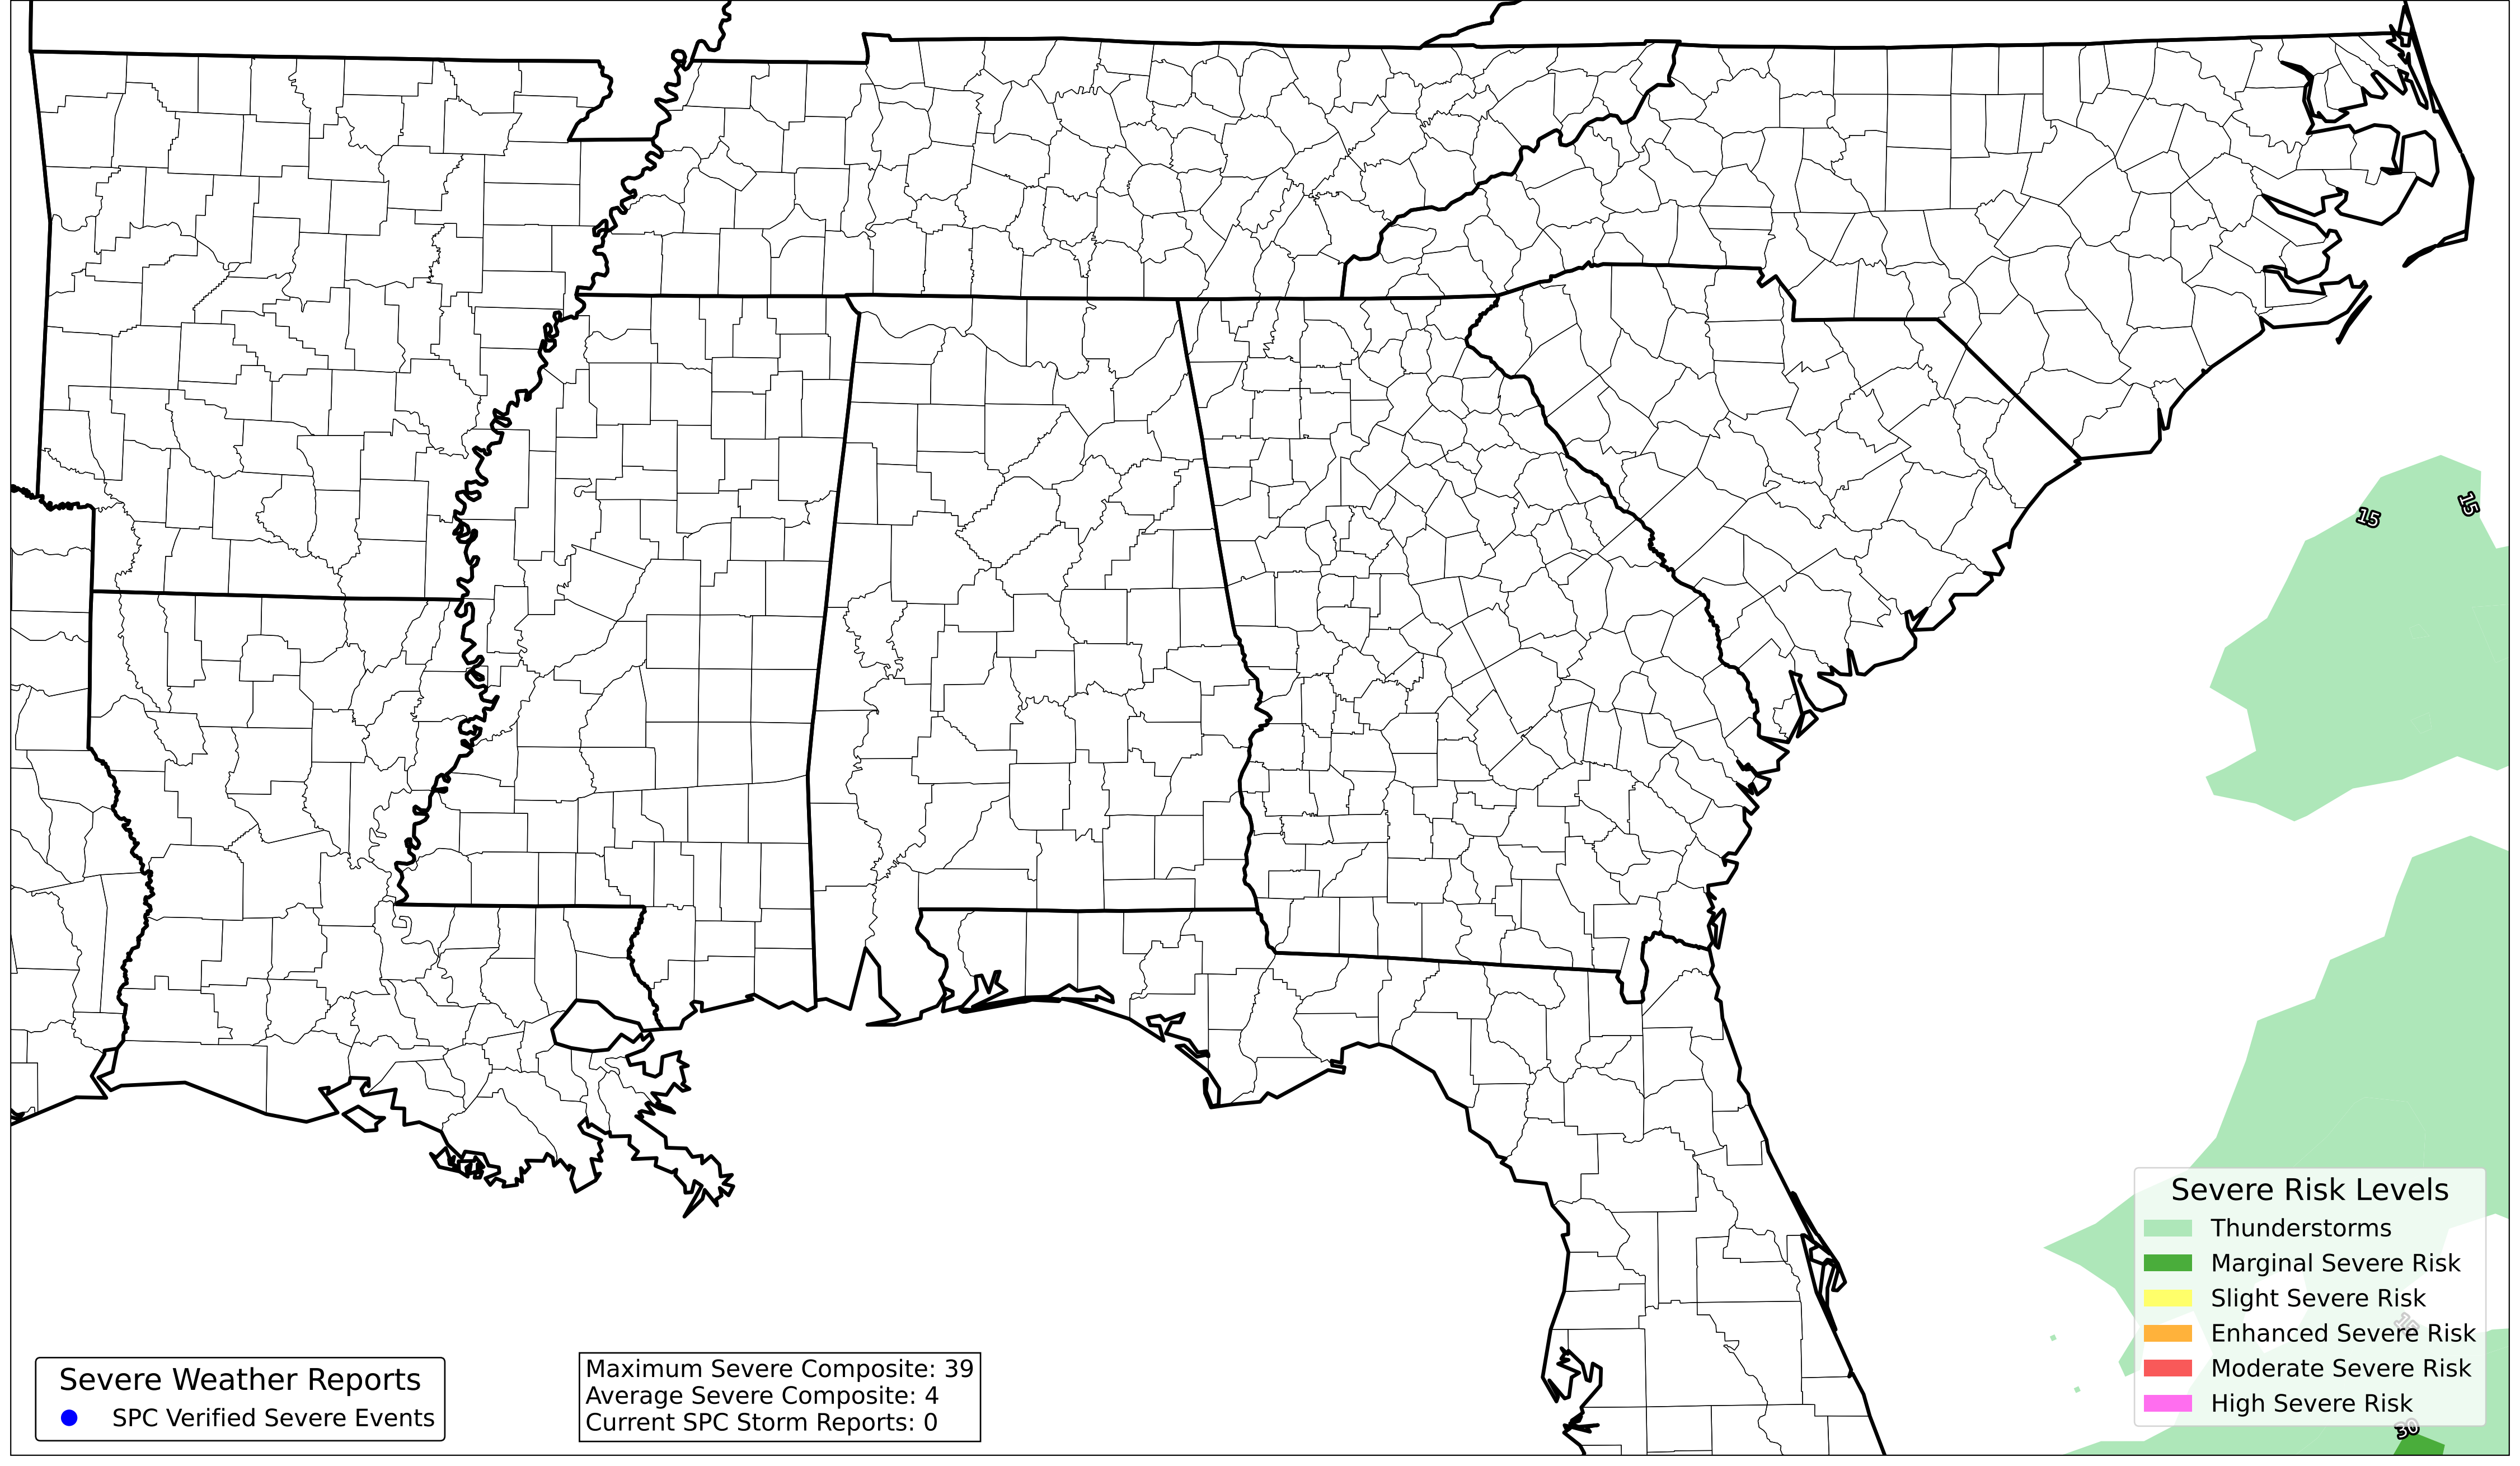 15
15
Severe Risk Levels
Thunderstorms
Marginal Severe Risk
Slight Severe Risk
Enhanced Severe Risk
Moderate Severe Risk
High Severe Risk
15
30
Severe Weather Reports
SPC Verified Severe Events
Maximum Severe Composite: 39
Average Severe Composite: 4
Current SPC Storm Reports: 0